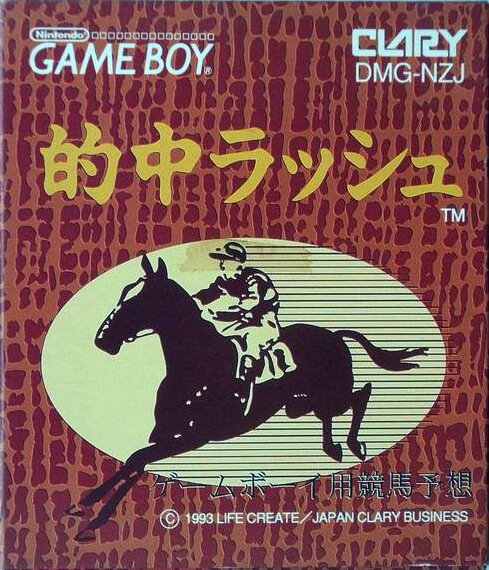 Nintendo®
GAME BOY®
CLARY
DMG-NZJ
的中ラッシュ
TM
ゲームボーイ用競馬予想
© 1993 LIFE CREATE/JAPAN CLARY BUSINESS